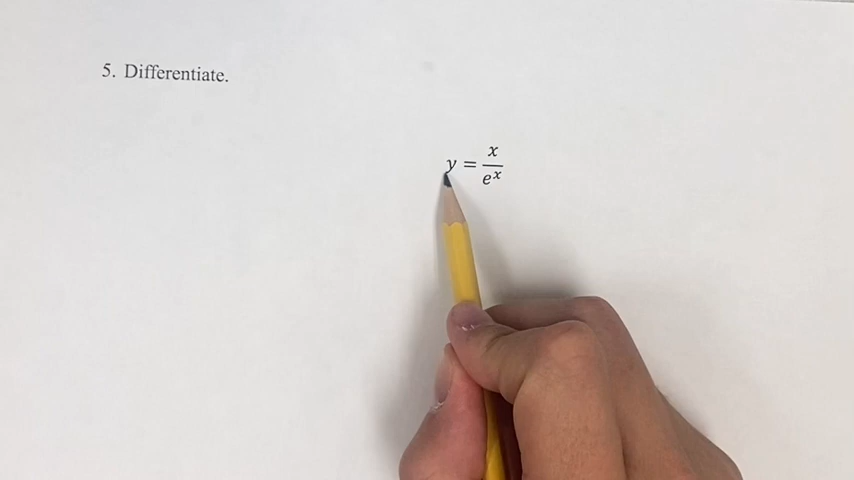 5. Differentiate.
y = x/e^x